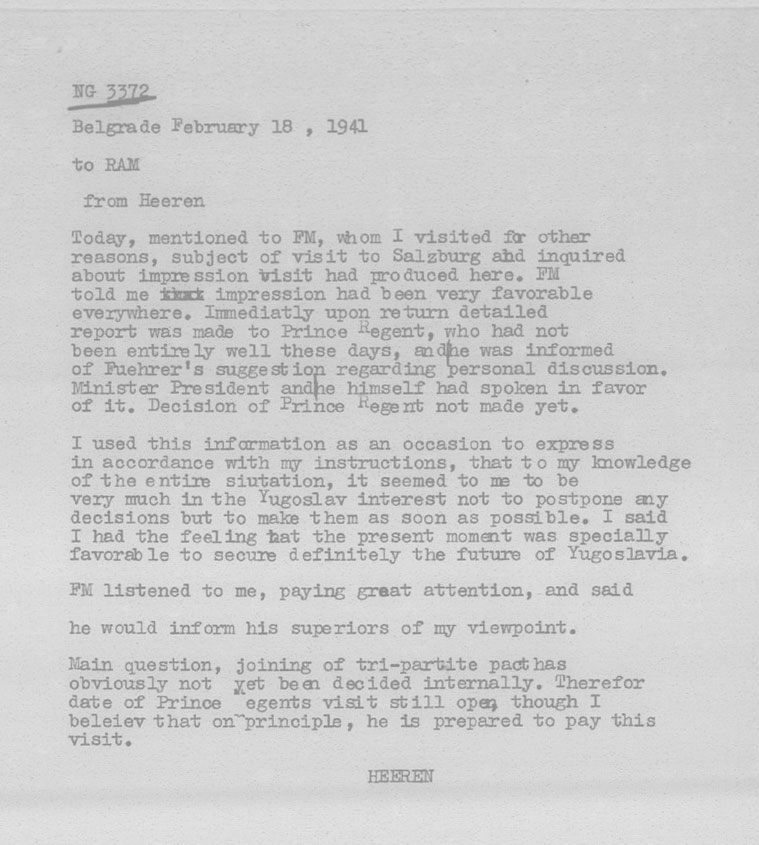 NG 3372
Belgrade February 18 , 1941
to RAM
from Heeren
Today, mentioned to FM, whom I visited for other
reasons, subject of visit to Salzburg and inquired
about impression visit had produced here. FM
told me impression had been very favorable
everywhere. Immediatly upon return detailed
report was made to Prince Regent, who had not
been entirely well these days, and he was informed
of Fuehrer's suggestion regarding personal discussion.
Minister President and he himself had spoken in favor
of it. Decision of Prince Regent not made yet.
I used this information as an occasion to express
in accordance with my instructions, that to my knowledge
of the entire siutation, it seemed to me to be
very much in the Yugoslav interest not to postpone any
decisions but to make them as soon as possible. I said
I had the feeling that the present moment was specially
favorable to secure definitely the future of Yugoslavia.
FM listened to me, paying great attention, and said
he would inform his superiors of my viewpoint.
Main question, joining of tri-partite pact has
obviously not yet been decided internally. Therefor
date of Prince egents visit still open, though I
beleiev that on principle, he is prepared to pay this
visit.
HEEREN